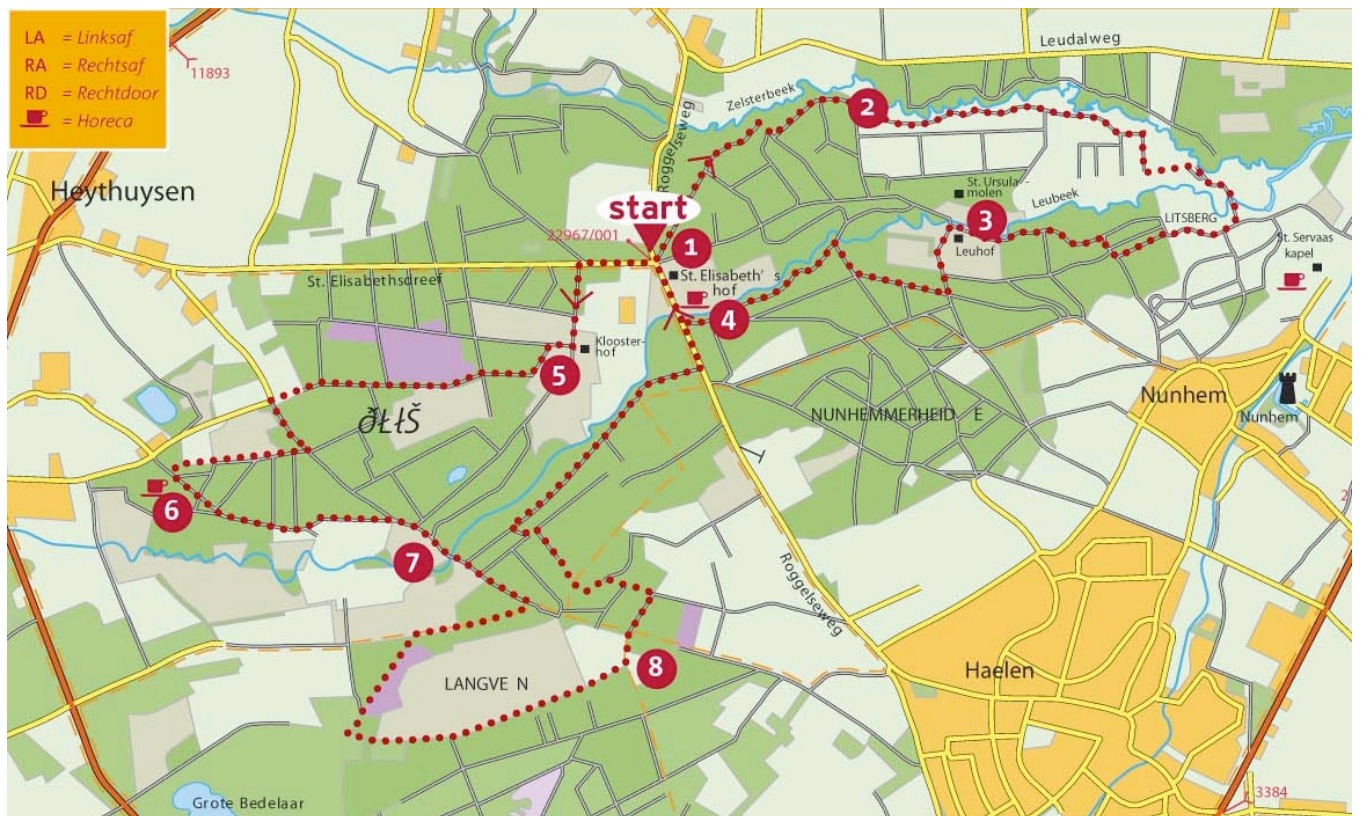 LA = Linksaf
RA = Rechtsaf
RD = Rechtdoor
= Horeca
11893
Leudalweg
Zelsterbeek
Roggelseweg
2
Heythuysen
St. Ursula-
molen
Leubeek
start
22967/001
1
3
LITSBERG
Leuhof
St. Servaas
kapel
St. Elisabeth's
hof
St. Elisabethsdreef
4
Klooster-
hof
5
Nunhem
Nunhem
ðŁłŠ
NUNHEMMERHEID E
6
2
7
Roggelseweg
8
Haelen
LANGVE N
Grote Bedelaar
3384